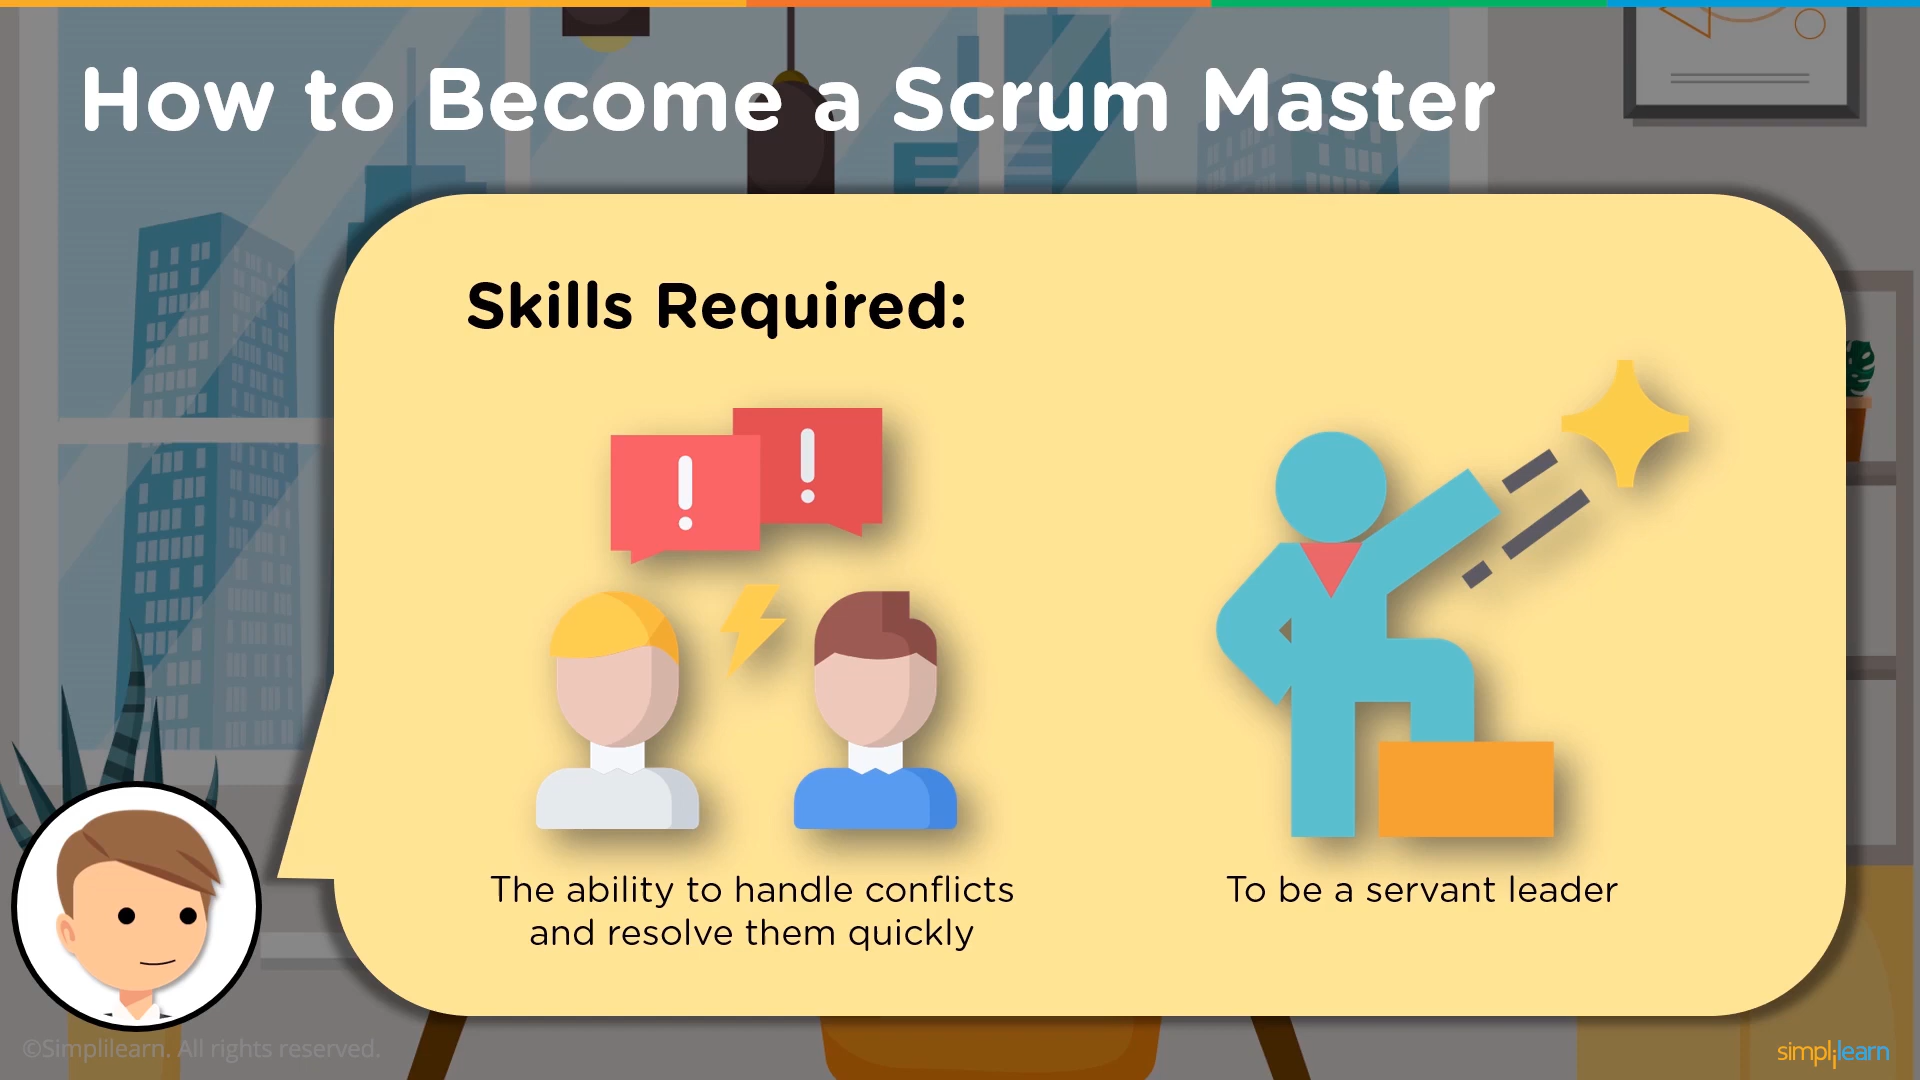 How to Become a Scrum Master
Skills Required:
The ability to handle conflicts
and resolve them quickly
To be a servant leader
©Simplilearn. All rights reserved.
simplilearn